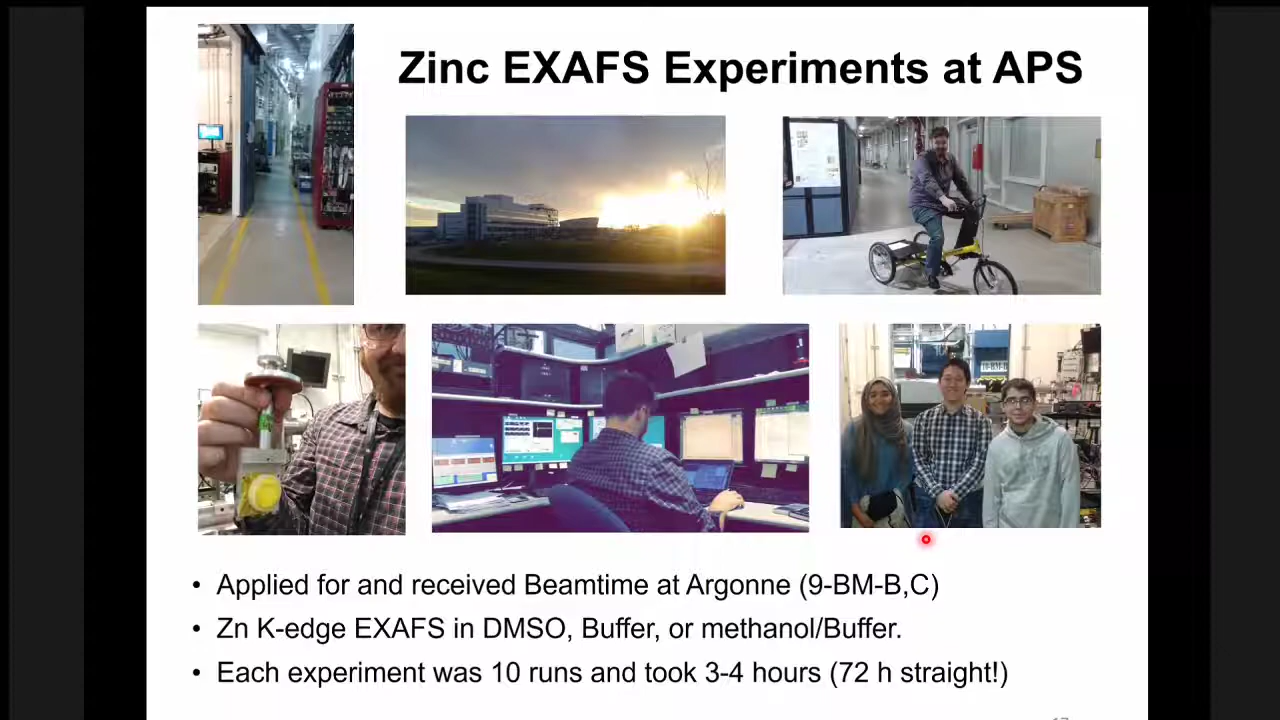 Zinc EXAFS Experiments at APS
• Applied for and received Beamtime at Argonne (9-BM-B,C)
• Zn K-edge EXAFS in DMSO, Buffer, or methanol/Buffer.
• Each experiment was 10 runs and took 3-4 hours (72 h straight!)